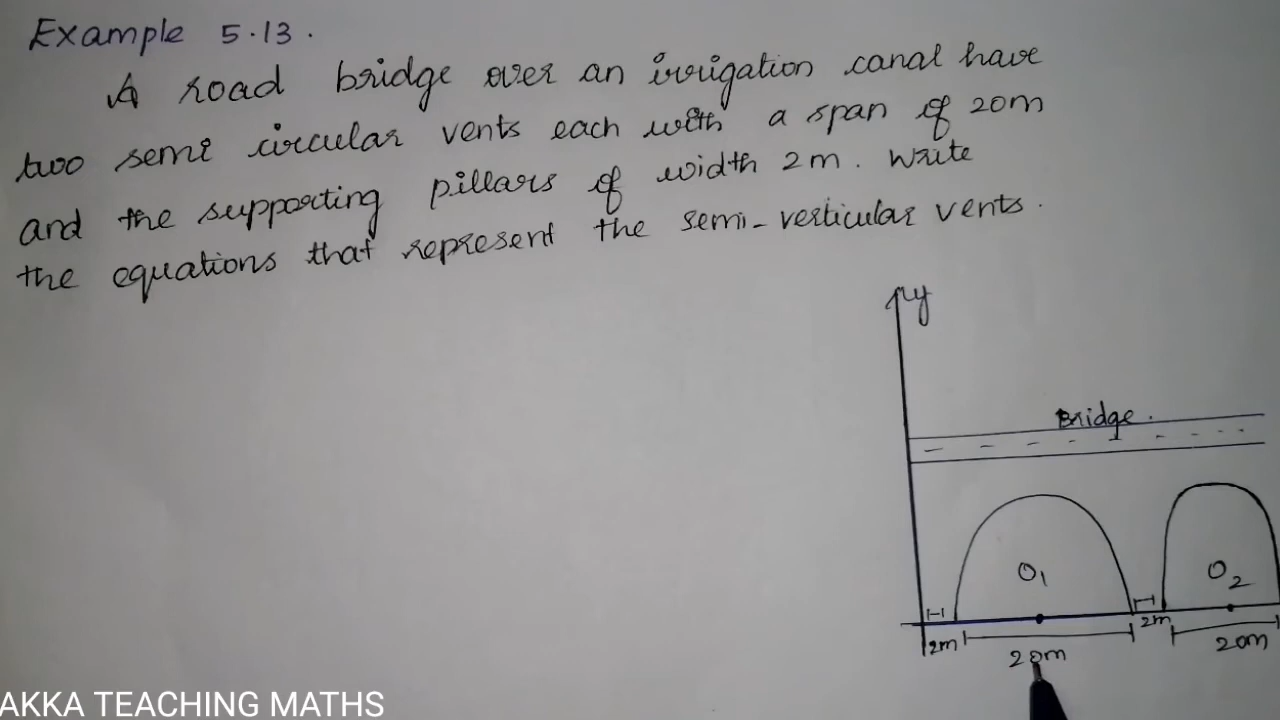 Example 5.13.
A road bridge over an irrigation canal have
two semi circular vents each with a span of 20m
and the supporting pillars of width 2m. Write
the equations that represent the semi-verticular vents.
y
Bridge.
O1
O2
2m
20m
2m
20m
AKKA TEACHING MATHS